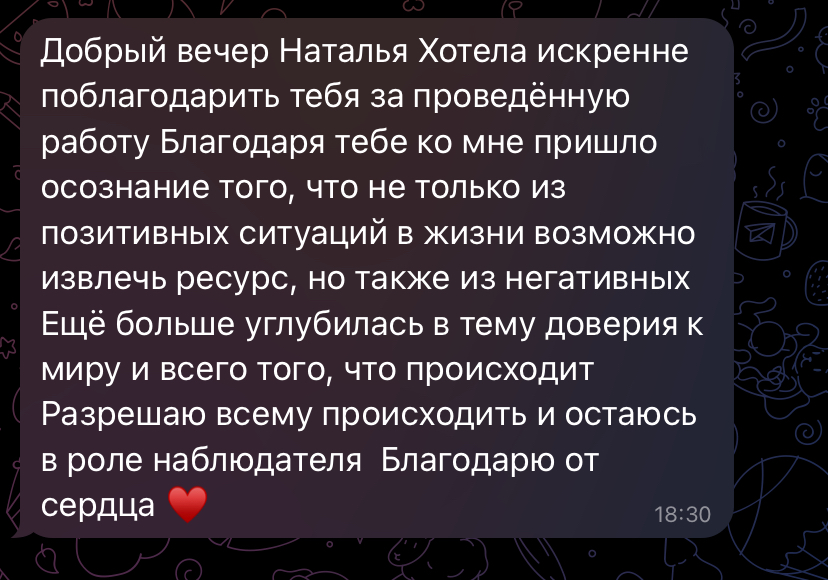 Добрый вечер Наталья Хотела искренне
поблагодарить тебя за проведённую
работу Благодаря тебе ко мне пришло
осознание того, что не только из
позитивных ситуаций в жизни возможно
извлечь ресурс, но также из негативных
Ещё больше углубилась в тему доверия к
миру и всего того, что происходит
Разрешаю всему происходить и остаюсь
в роле наблюдателя  Благодарю от
сердца ♥️
18:30